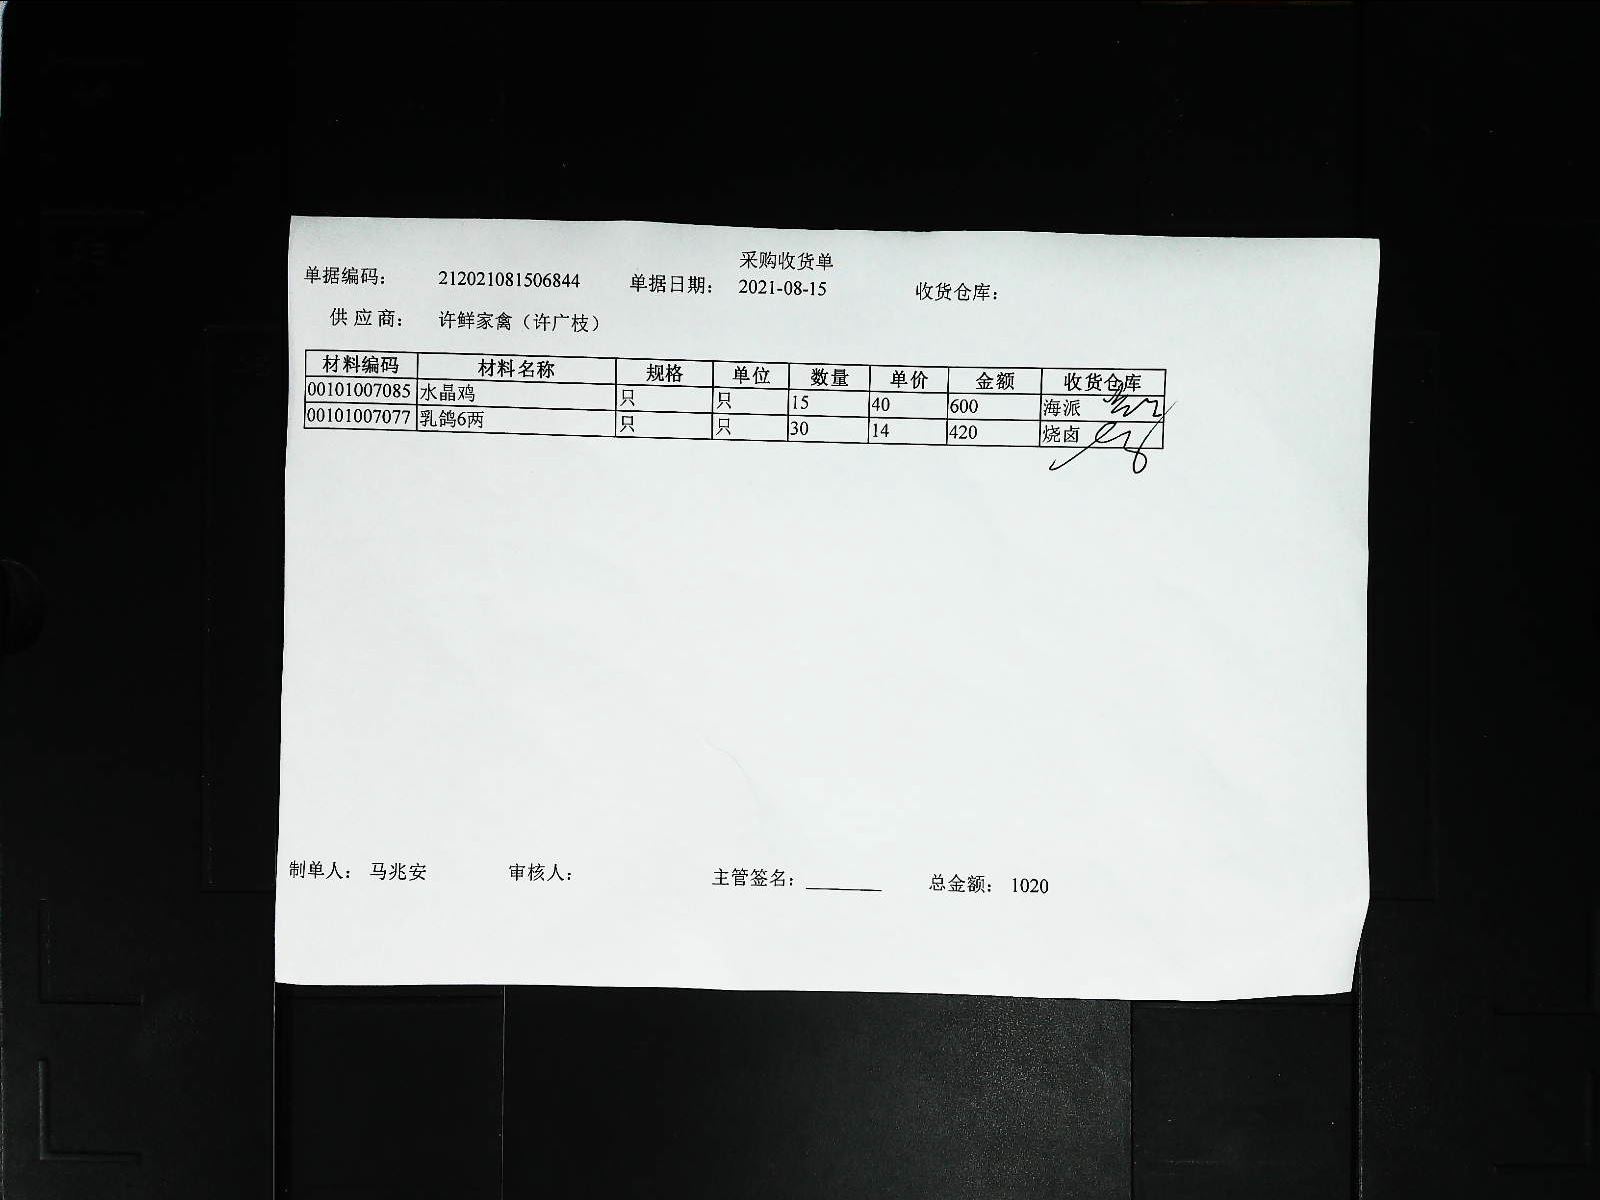 采购收货单
单据编码： 212021081506844 单据日期： 2021-08-15 收货仓库：
供 应 商： 许鲜家禽（许广枝）
材料编码 材料名称 规格 单位 数量 单价 金额 收货仓库
00101007085 水晶鸡 只 只 15 40 600 海派
00101007077 乳鸽6两 只 只 30 14 420 烧卤
制单人： 马兆安 审核人： 主管签名： ________ 总金额： 1020